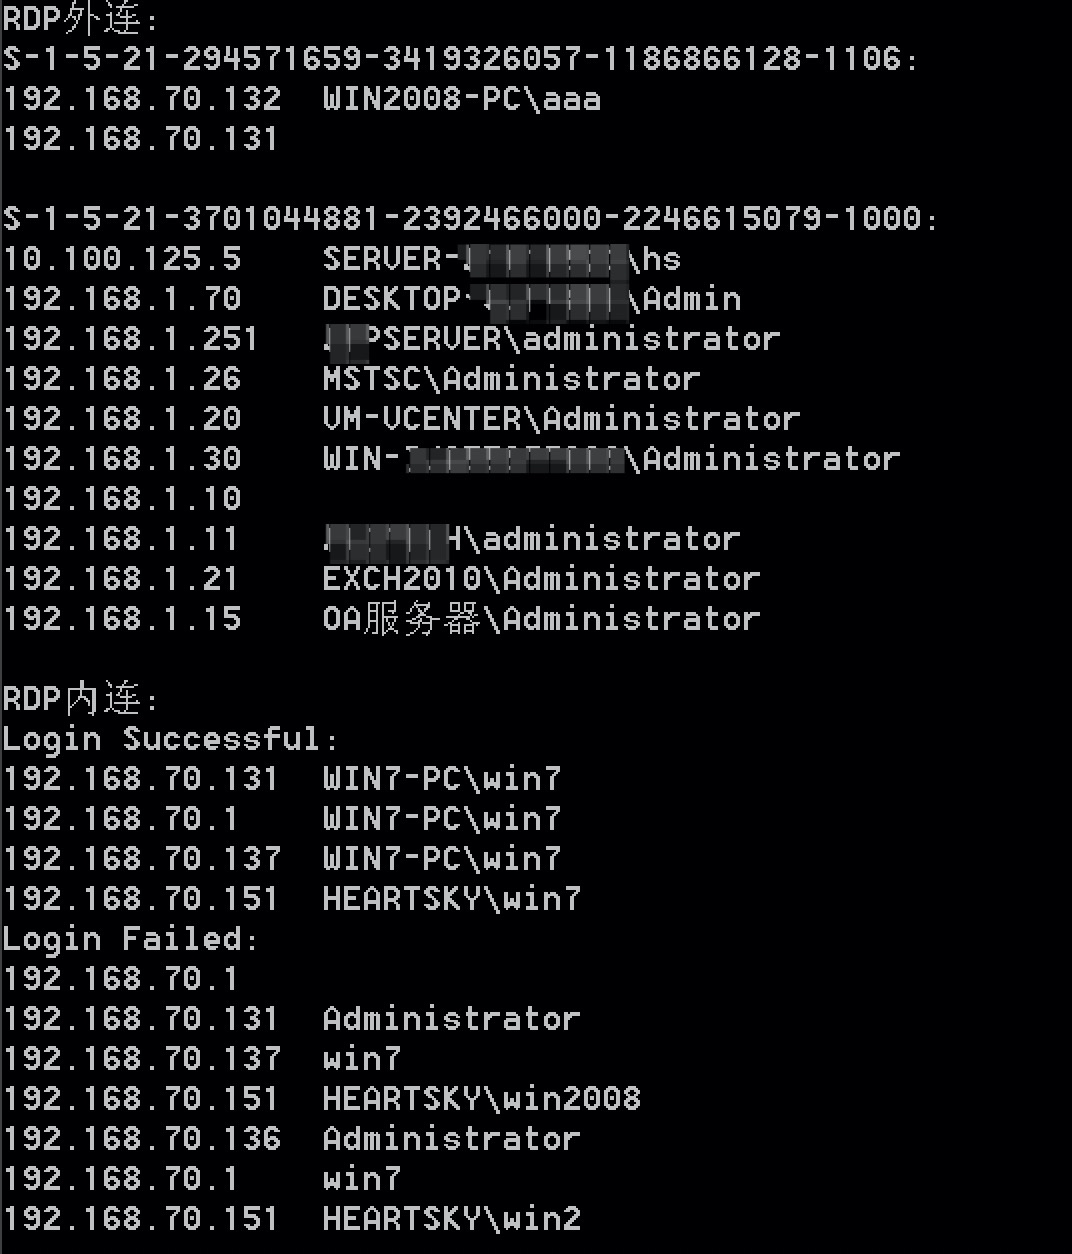 RDP外连:
S-1-5-21-294571659-3419326057-1186866128-1106:
192.168.70.132  WIN2008-PC\aaa
192.168.70.131
S-1-5-21-3701044881-2392466000-2246615079-1000:
10.100.125.5    SERVER-\hs
192.168.1.70    DESKTOP\Admin
192.168.1.251   PSERVER\administrator
192.168.1.26    MSTSC\Administrator
192.168.1.20    VM-VCENTER\Administrator
192.168.1.30    WIN-\Administrator
192.168.1.10
192.168.1.11    H\administrator
192.168.1.21    EXCH2010\Administrator
192.168.1.15    OA服务器\Administrator
RDP内连:
Login Successful:
192.168.70.131  WIN7-PC\win7
192.168.70.1    WIN7-PC\win7
192.168.70.137  WIN7-PC\win7
192.168.70.151  HEARTSKY\win7
Login Failed:
192.168.70.1
192.168.70.131  Administrator
192.168.70.137  win7
192.168.70.151  HEARTSKY\win2008
192.168.70.136  Administrator
192.168.70.1    win7
192.168.70.151  HEARTSKY\win2